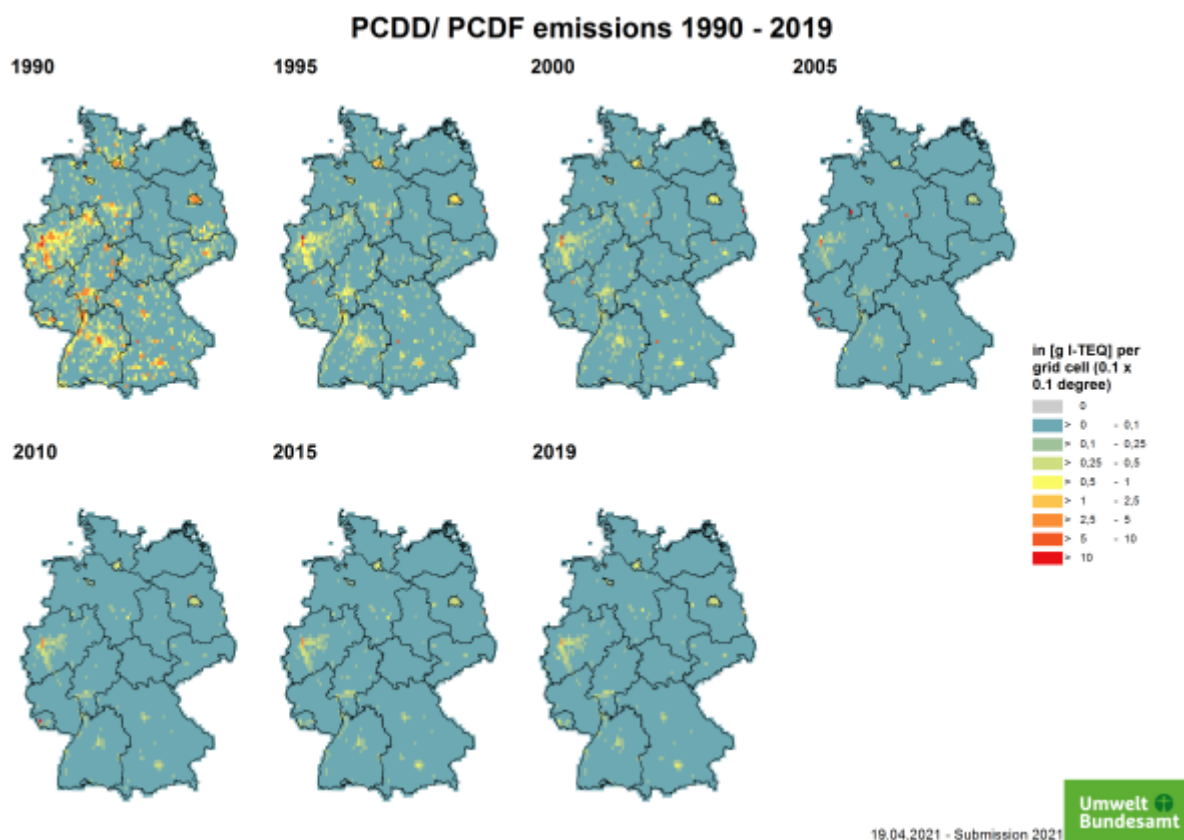 PCDD/ PCDF emissions 1990 - 2019
1990
1995
2000
2005
in [g I-TEQ] per
grid cell (0.1 x
0.1 degree)
0
> 0 - 0,1
> 0,1 - 0,25
> 0,25 - 0,5
> 0,5 - 1
> 1 - 2,5
> 2,5 - 5
> 5 - 10
> 10
2010
2015
2019
Umwelt
Bundesamt
19.04.2021 - Submission 2021